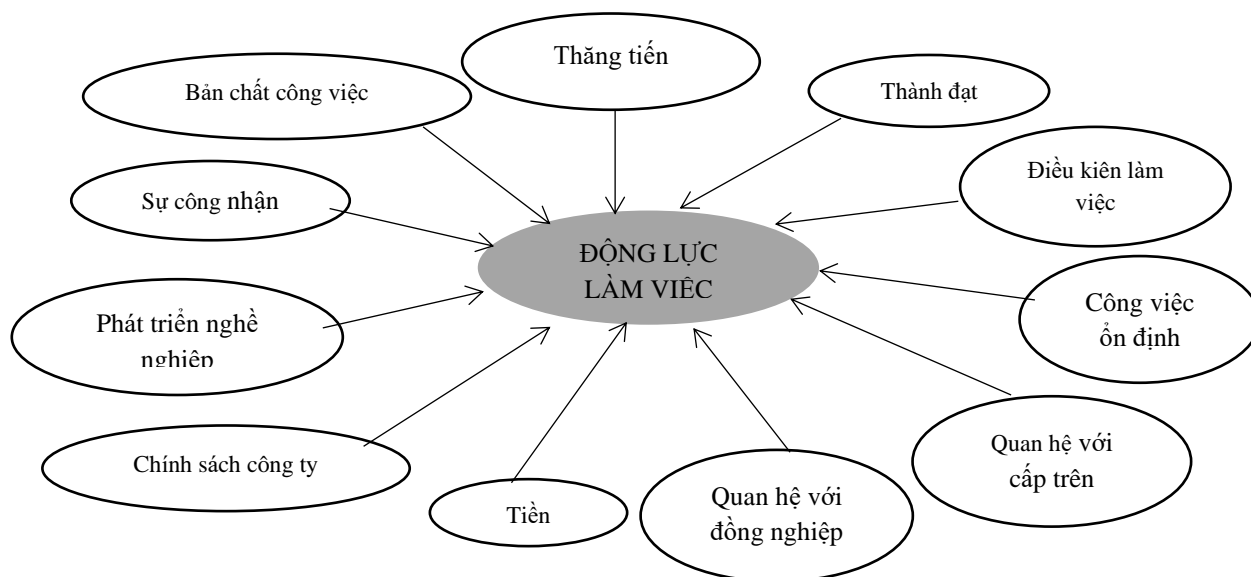 Thăng tiến
Bản chất công việc
Thành đạt
Điều kiên làm
việc
Sự công nhận
ĐỘNG LỰC
LÀM VIÊC
Công việc
ổn định
Phát triển nghề
nghiêp
Chính sách công ty
Quan hệ với
cấp trên
Tiền
Quan hệ với
đồng nghiệp